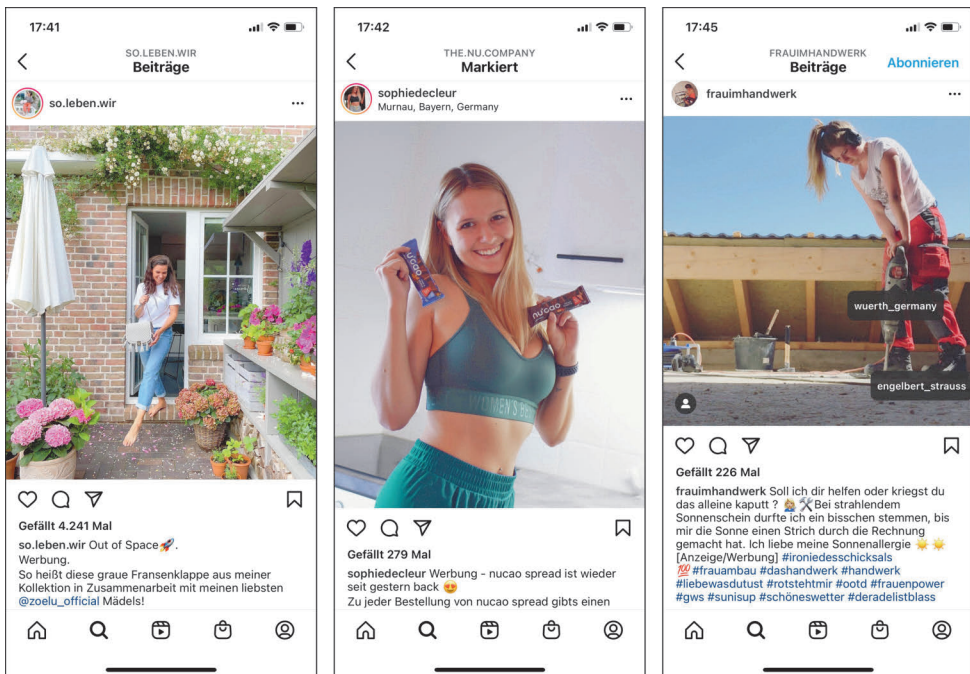 17:41
SO.LEBEN.WIR
Beiträge
so.leben.wir
Gefällt 4.241 Mal
so.leben.wir Out of Space🚀.
Werbung.
So heißt diese graue Fransenklappe aus meiner
Kollektion in Zusammenarbeit mit meinen liebsten
@zoelu_official Mädels!
17:42
THE.NU.COMPANY
Markiert
sophiedecleur
Murnau, Bayern, Germany
nucao
nucao
WOMEN'S BE
Gefällt 279 Mal
sophiedecleur Werbung - nucao spread ist wieder
seit gestern back 😍
Zu jeder Bestellung von nucao spread gibts einen
17:45
FRAUIMHANDWERK
Beiträge
Abonnieren
frauimhandwerk
wuerth_germany
engelbert_strauss
Gefällt 226 Mal
frauimhandwerk Soll ich dir helfen oder kriegst du
das alleine kaputt ? 👷🏼‍♀️🛠Bei strahlendem
Sonnenschein durfte ich ein bisschen stemmen, bis
mir die Sonne einen Strich durch die Rechnung
gemacht hat. Ich liebe meine Sonnenallergie ☀️☀️
[Anzeige/Werbung] #ironiedesschicksals
💯 #frauambau #dashandwerk #handwerk
#liebewasdutust #rotstehtmir #ootd #frauenpower
#gws #sunisup #schöneswetter #deradelistblass